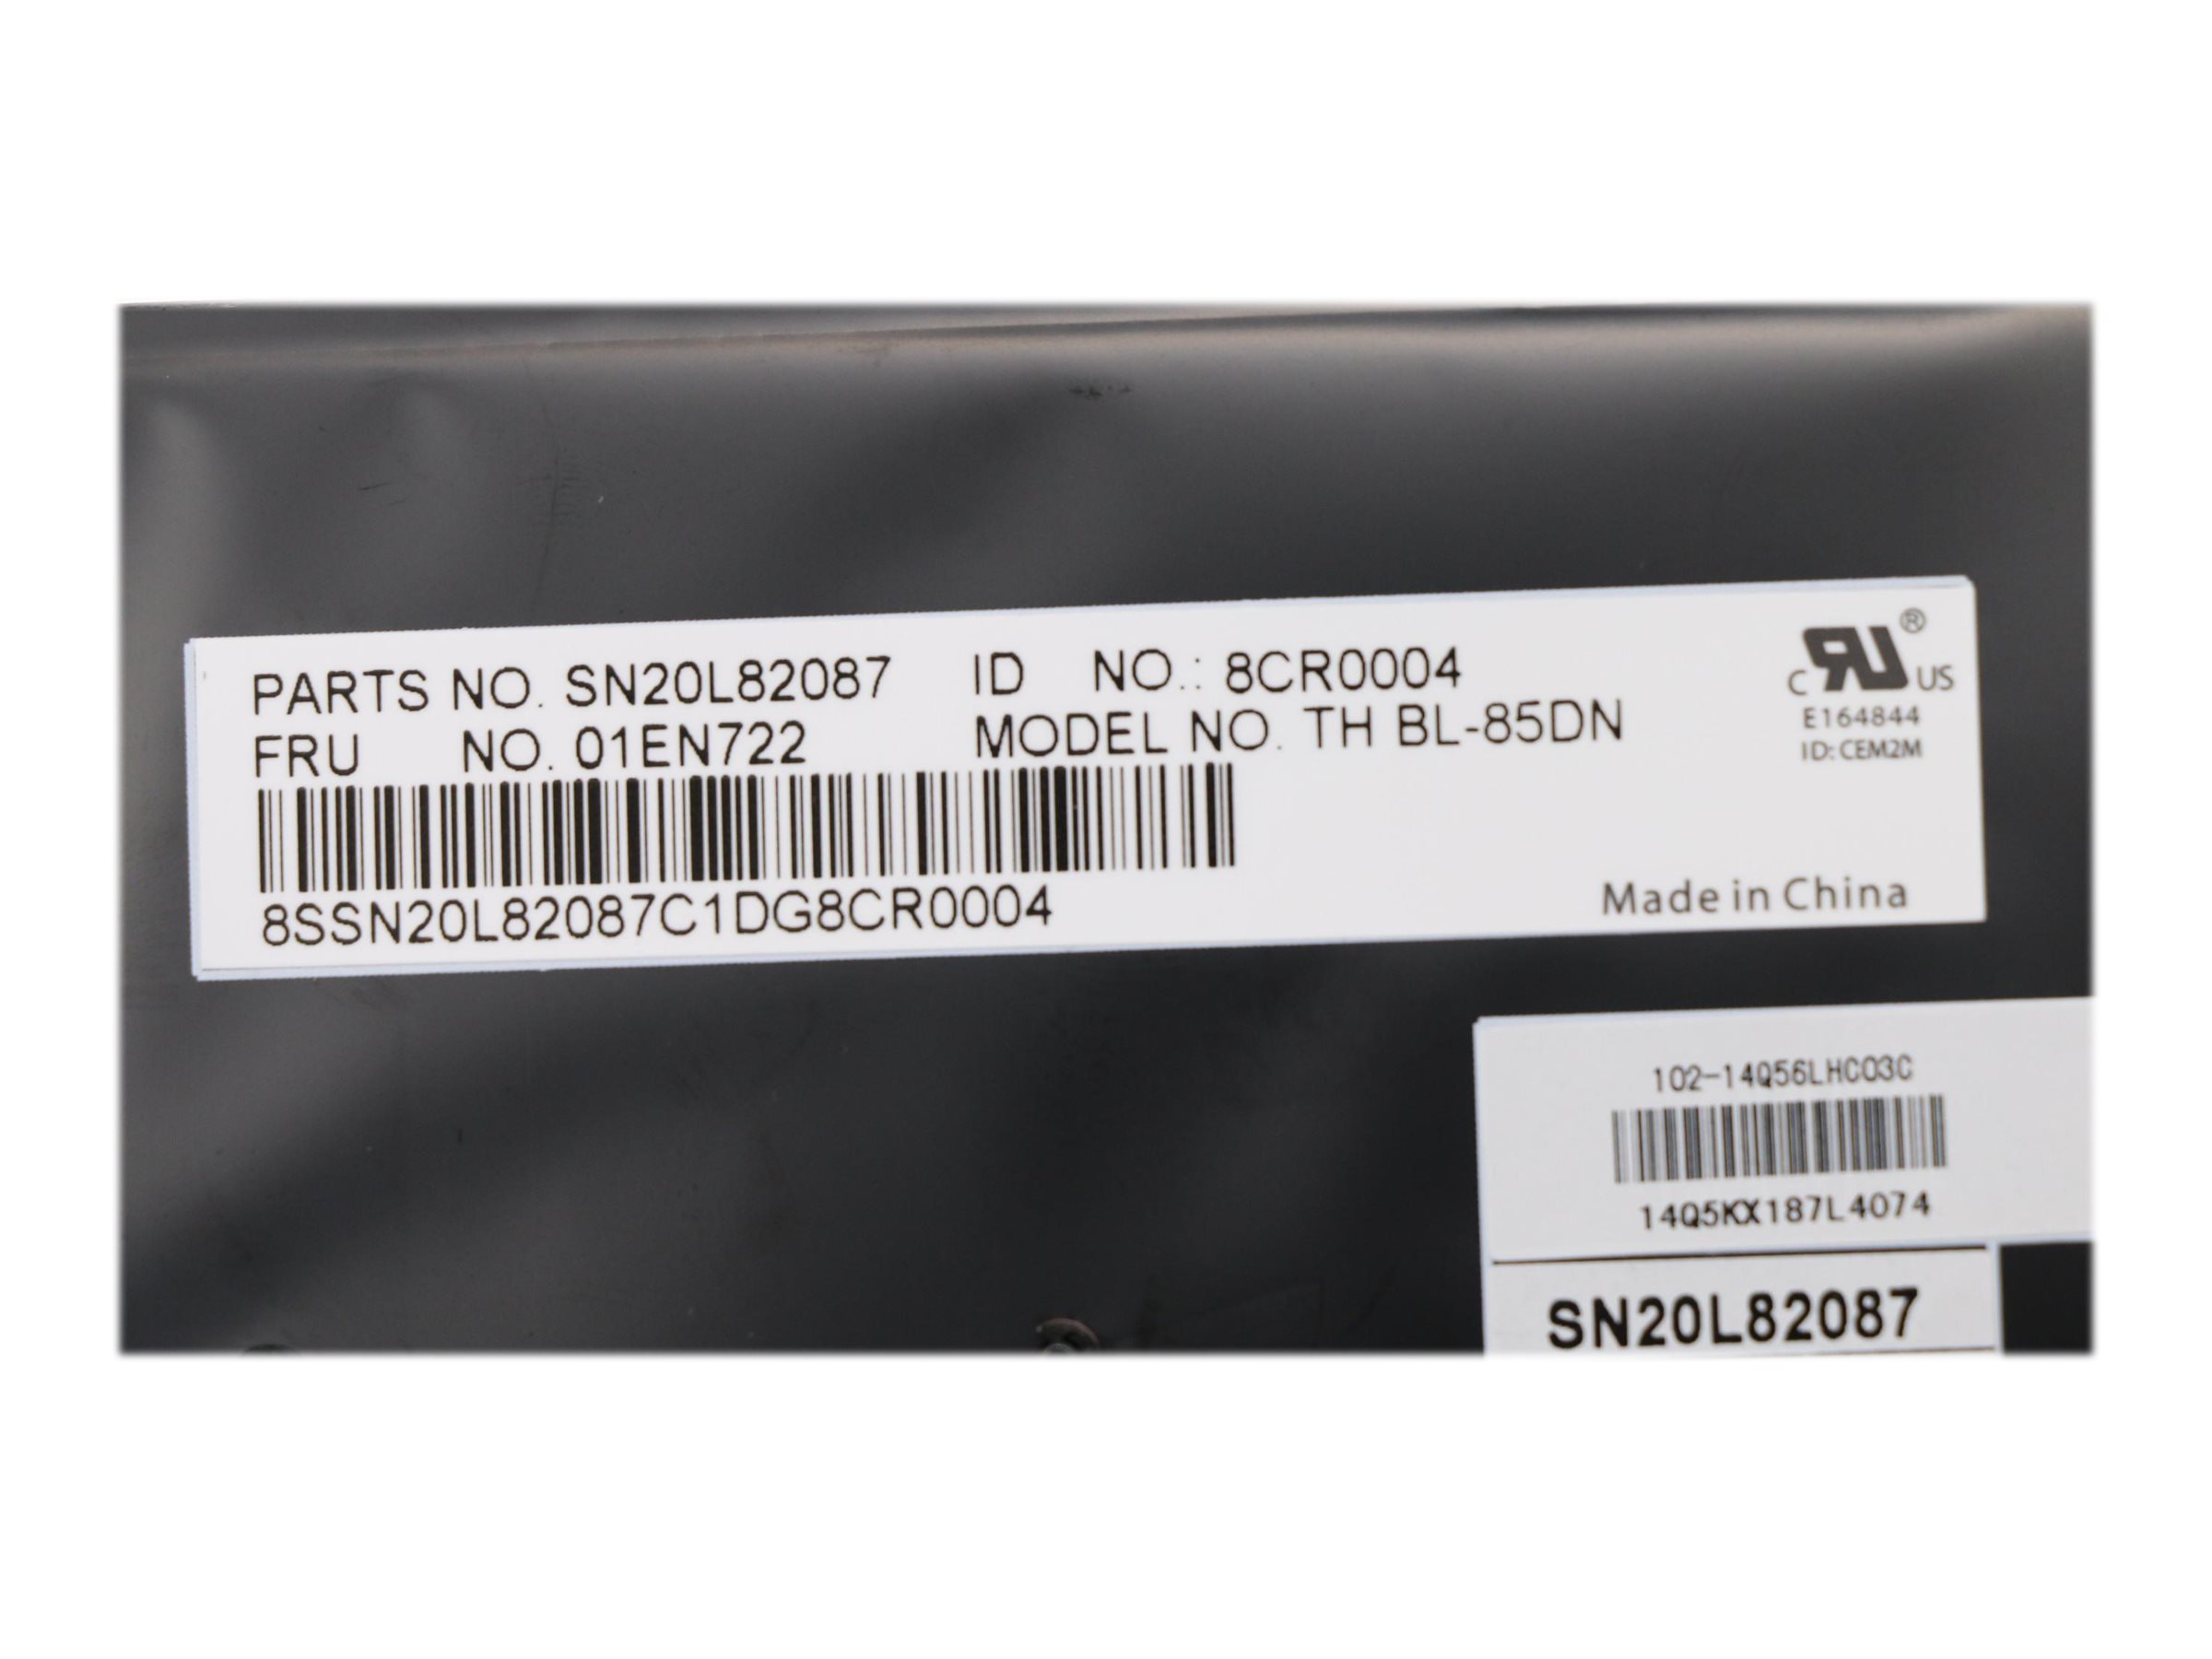 PARTS NO. SN20L82087 ID NO.: 8CR0004
FRU NO. 01EN722 MODEL NO. TH BL-85DN
8SSN20L82087C1DG8CR0004
C RU ® US
E164844
ID: CEM2M
Made in China
102-14Q56LHC03C
14Q5KX187L4074
SN20L82087